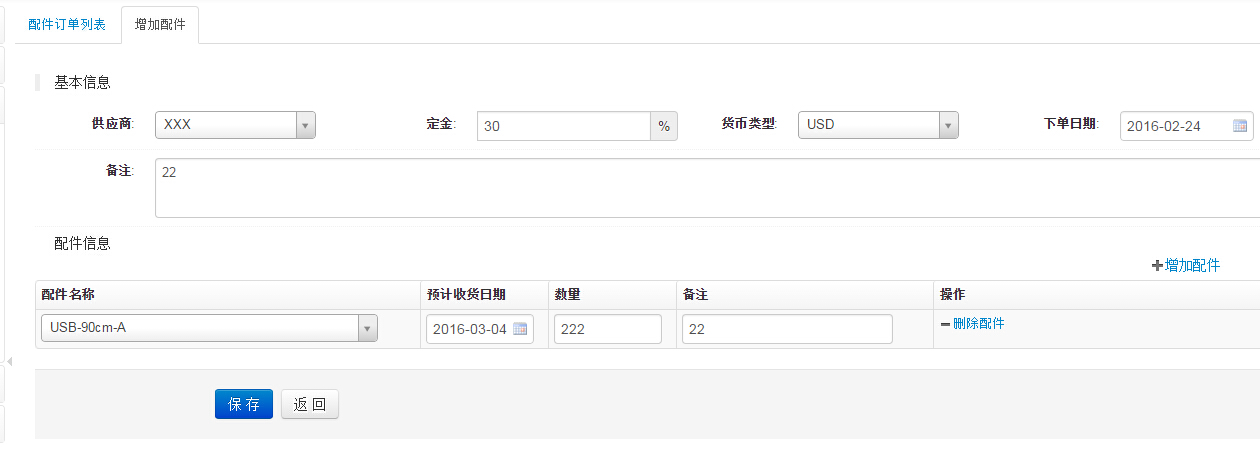 配件订单列表 增加配件
基本信息
供应商: XXX 定金: 30 % 货币类型: USD 下单日期: 2016-02-24
备注: 22
配件信息
增加配件
配件名称 预计收货日期 数量 备注 操作
USB-90cm-A 2016-03-04 222 22 删除配件
保 存 返 回